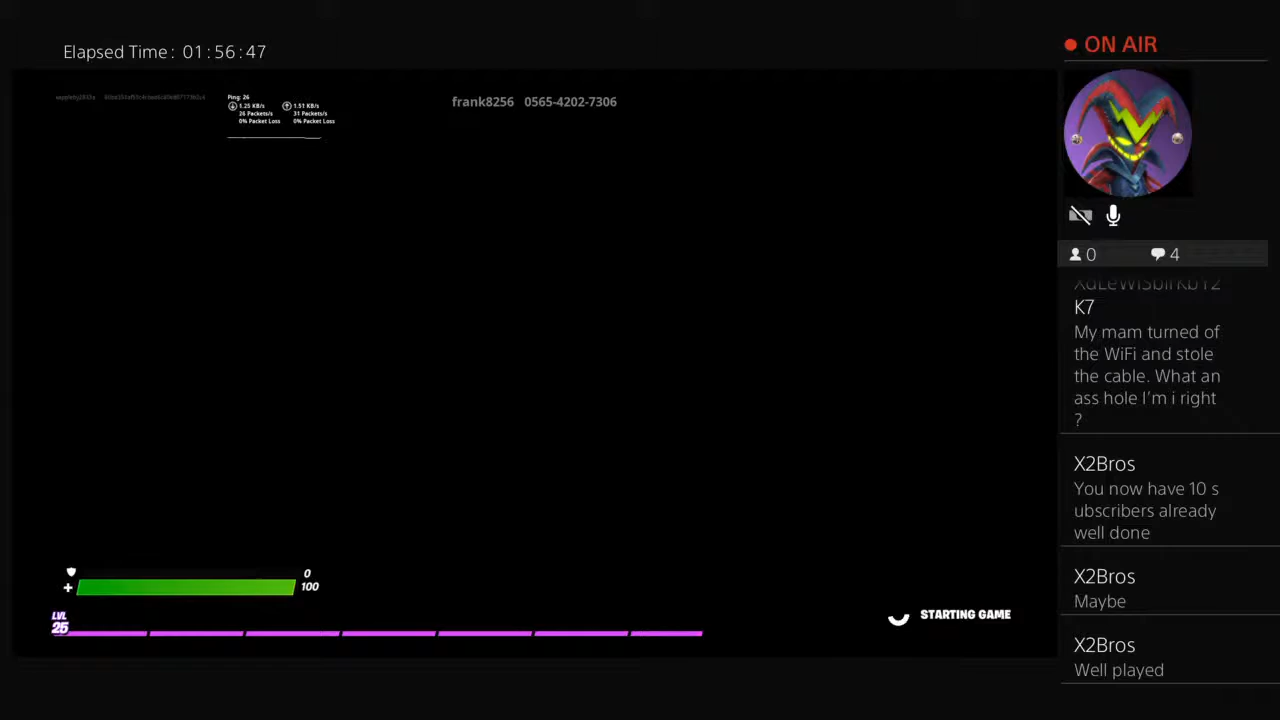 Elapsed Time: 01:56:47
ON AIR
Ping: 26
1.25 KB/s 1.51 KB/s
26 Packets/s 31 Packets/s
0% Packet Loss 0% Packet Loss
frank8256 0565-4202-7306
0 4
K7
My mam turned of
the WiFi and stole
the cable. What an
ass hole I'm i right
?
X2Bros
You now have 10 s
ubscribers already
well done
X2Bros
Maybe
X2Bros
Well played
0
100
LVL
25
STARTING GAME